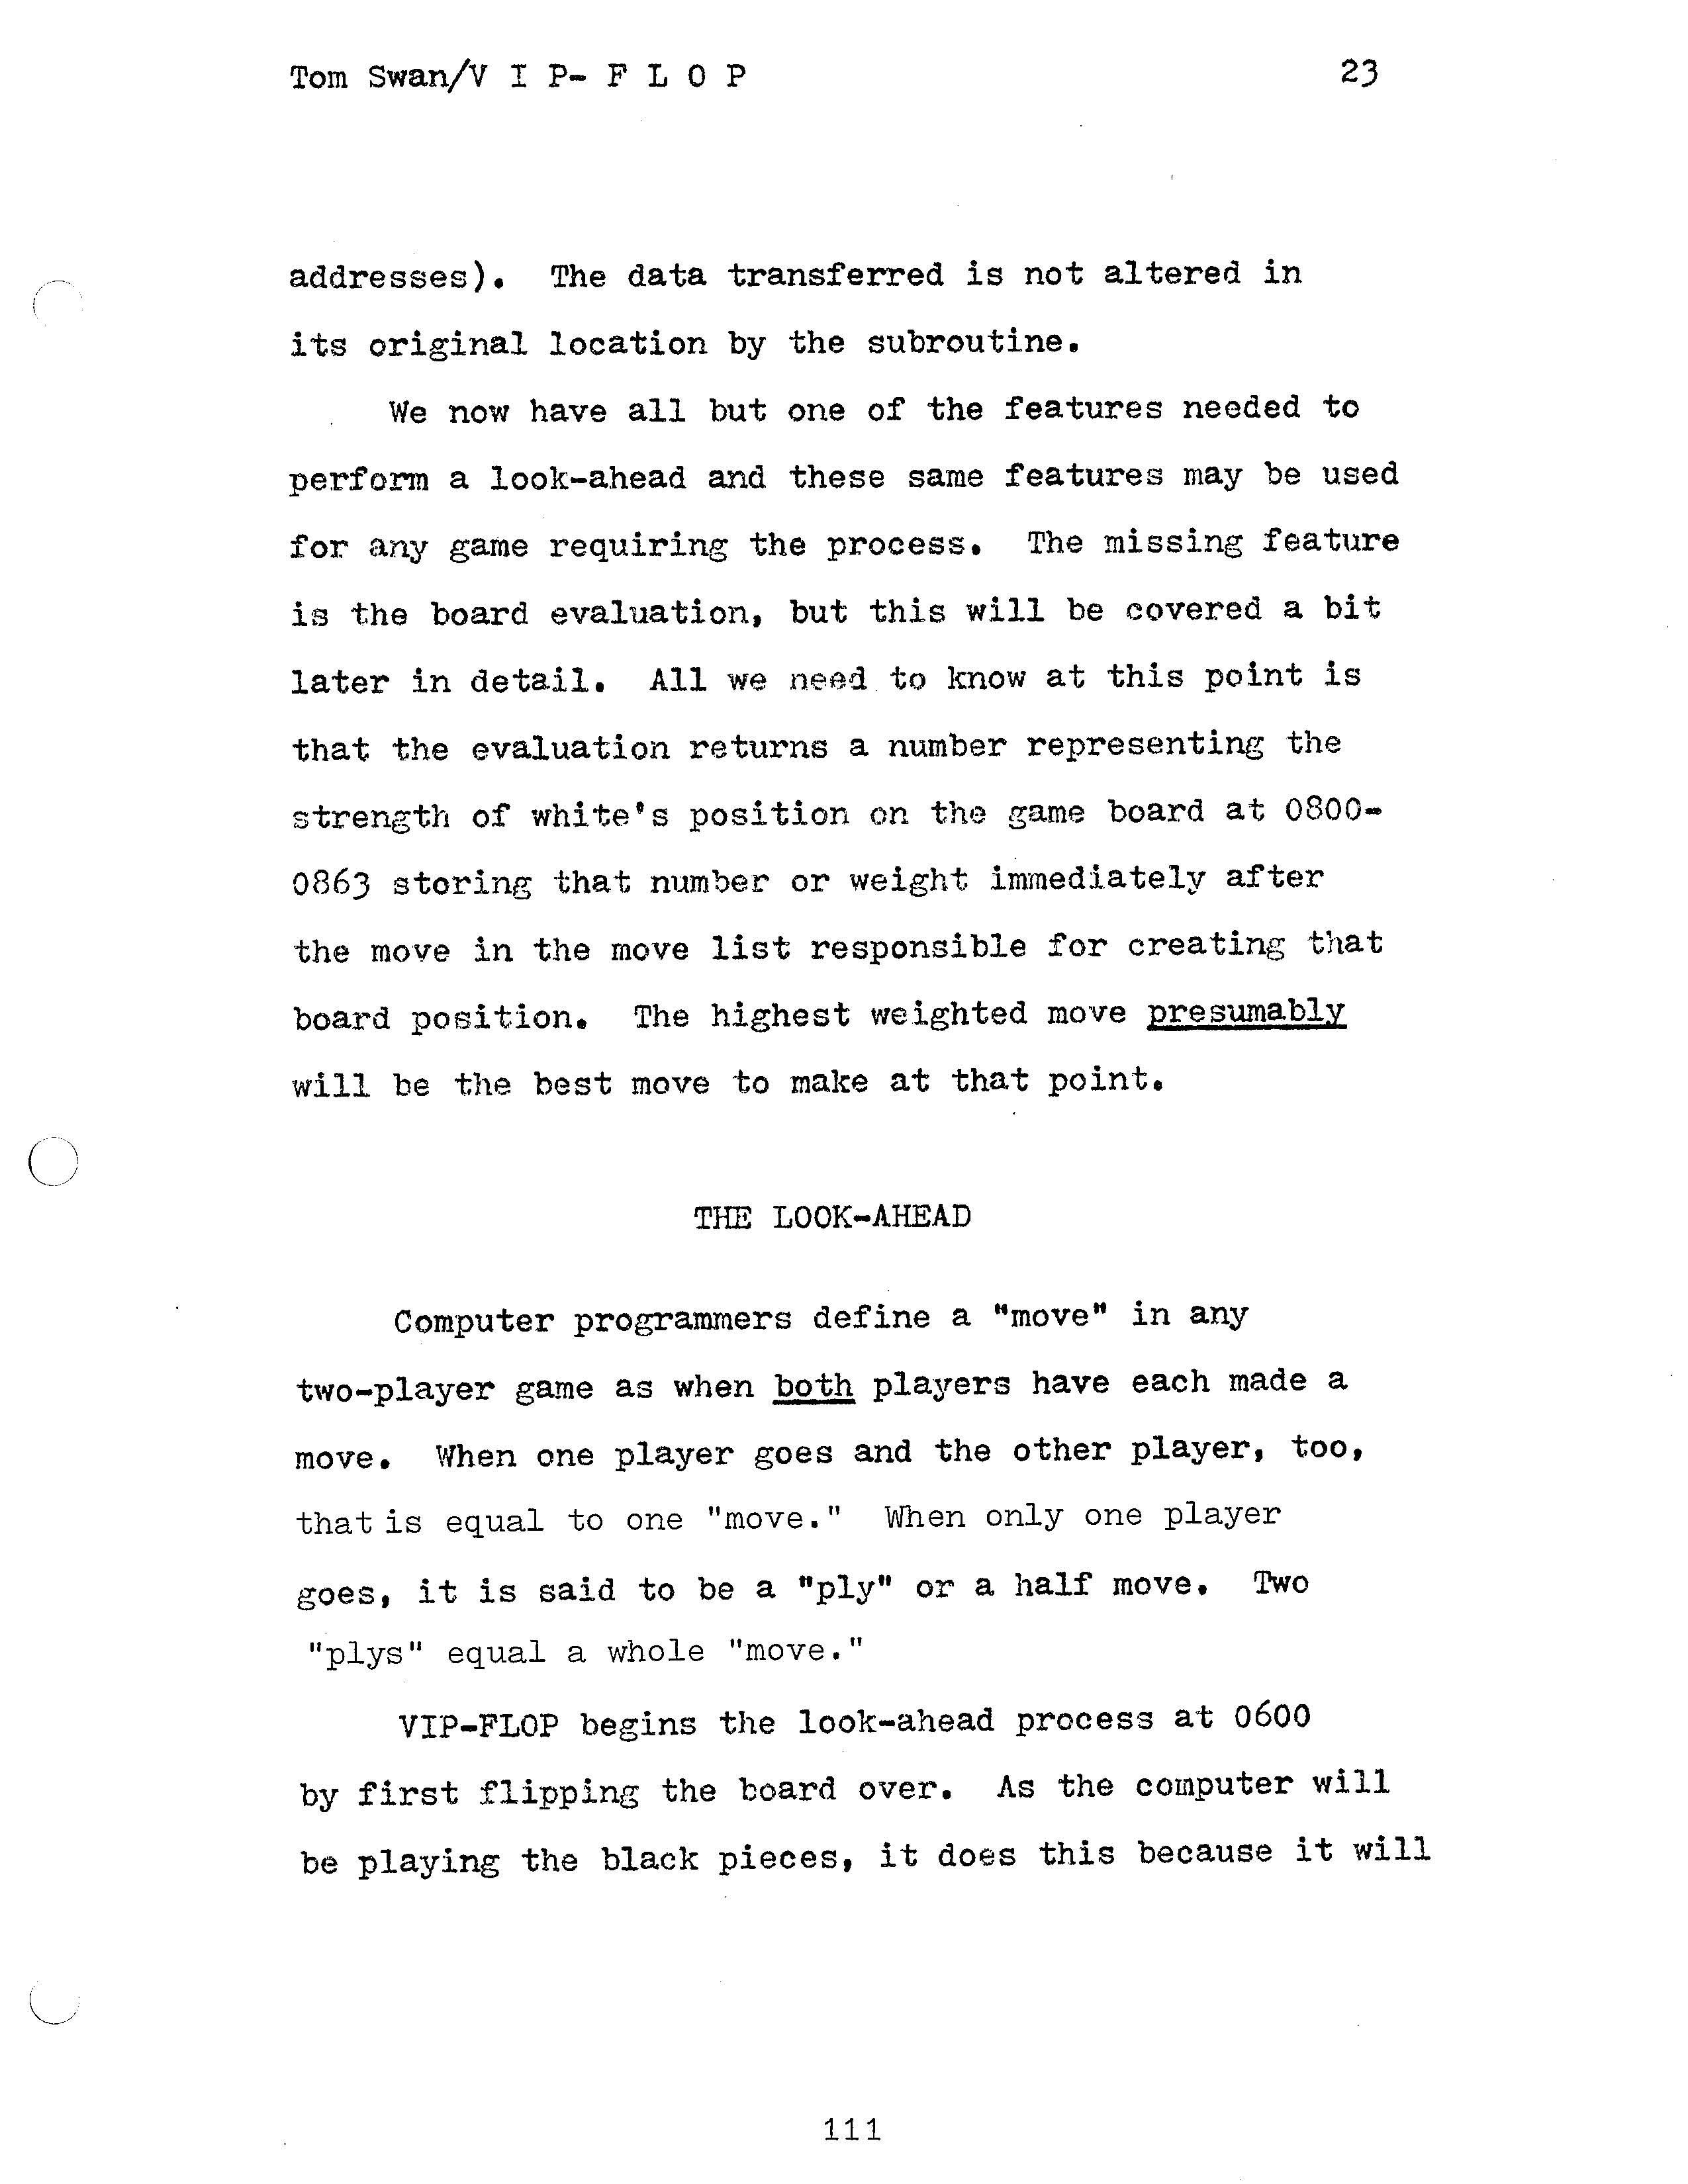 Tom Swan/V I P- F L O P 23
addresses). The data transferred is not altered in
its original location by the subroutine.
We now have all but one of the features needed to
perform a look-ahead and these same features may be used
for any game requiring the process. The missing feature
is the board evaluation, but this will be covered a bit
later in detail. All we need to know at this point is
that the evaluation returns a number representing the
strength of white's position on the game board at 0800-
0863 storing that number or weight immediately after
the move in the move list responsible for creating that
board position. The highest weighted move presumably
will be the best move to make at that point.
THE LOOK-AHEAD
Computer programmers define a "move" in any
two-player game as when both players have each made a
move. When one player goes and the other player, too,
that is equal to one "move." When only one player
goes, it is said to be a "ply" or a half move. Two
"plys" equal a whole "move."
VIP-FLOP begins the look-ahead process at 0600
by first flipping the board over. As the computer will
be playing the black pieces, it does this because it will
111